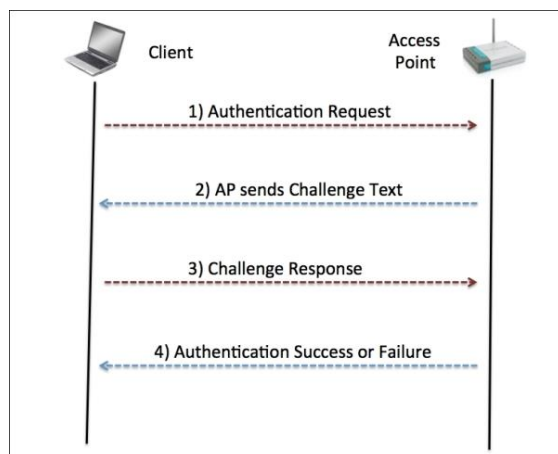 Client
Access
Point
1) Authentication Request
2) AP sends Challenge Text
3) Challenge Response
4) Authentication Success or Failure